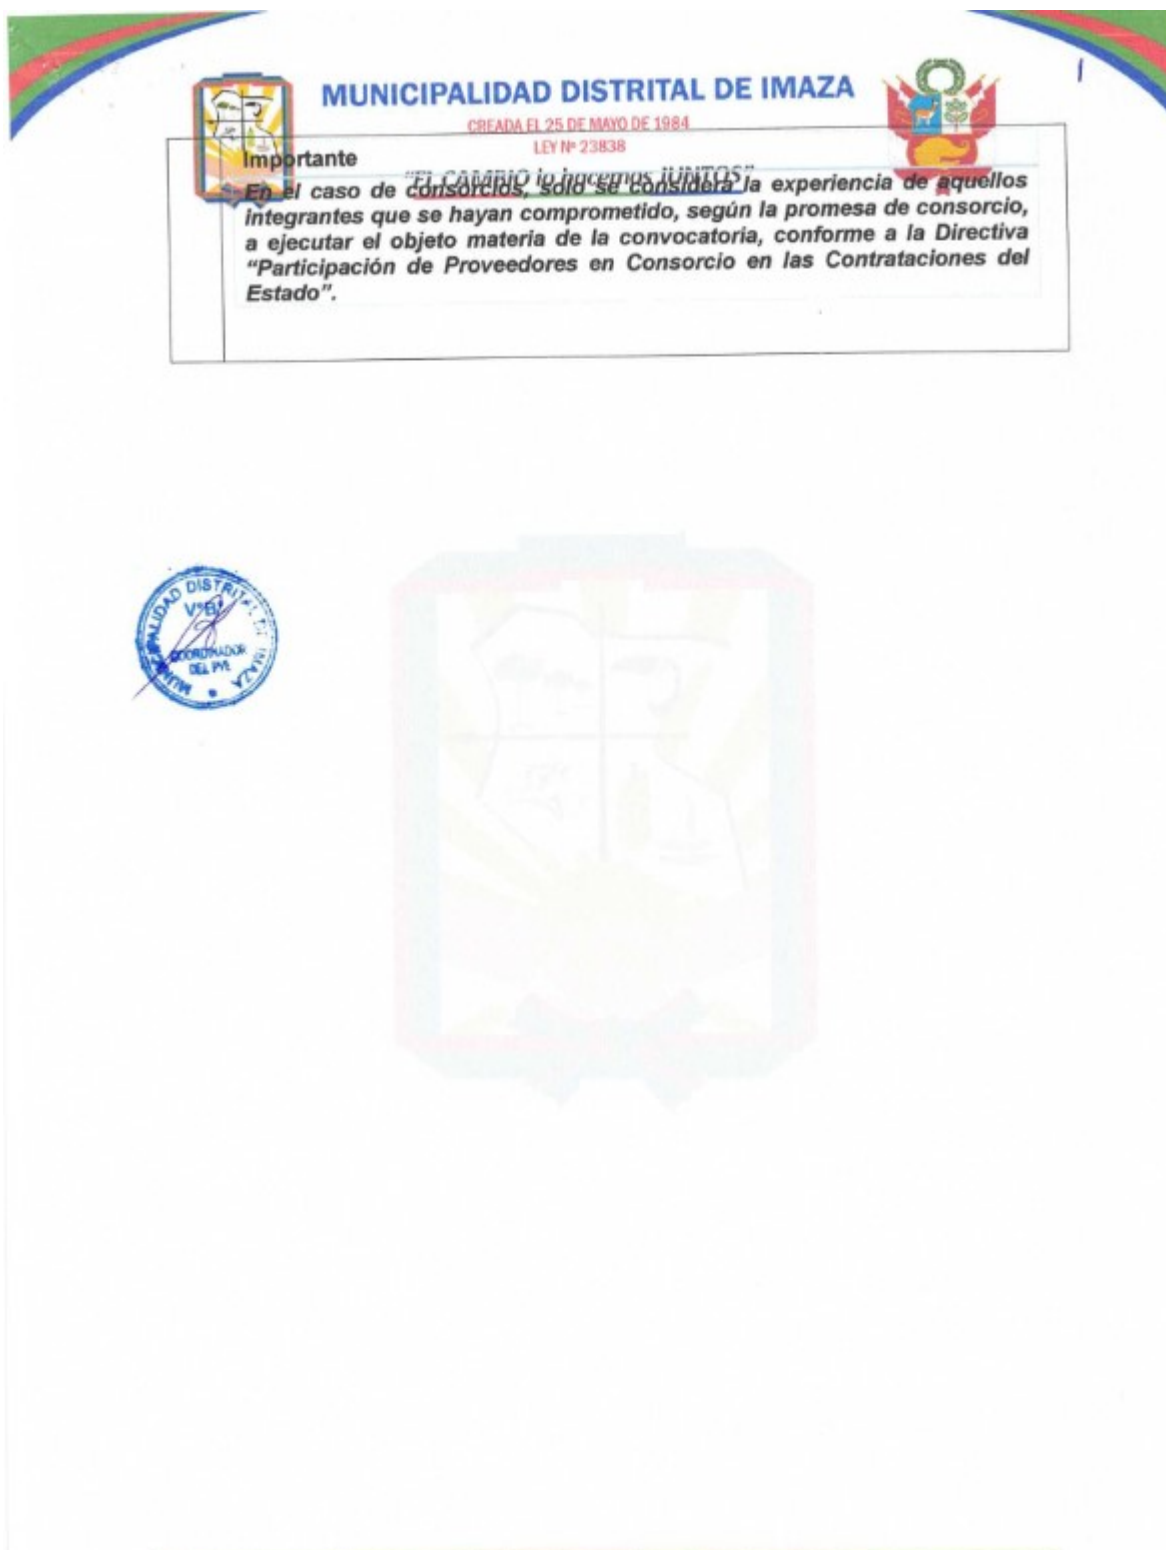 MUNICIPALIDAD DISTRITAL DE IMAZA
CREADA EL 25 DE MAYO DE 1984
LEY Nº 23838
"El CAMBIO lo hacemos JUNTOS"
Importante
En el caso de consorcios, solo se considera la experiencia de aquellos
integrantes que se hayan comprometido, según la promesa de consorcio,
a ejecutar el objeto materia de la convocatoria, conforme a la Directiva
“Participación de Proveedores en Consorcio en las Contrataciones del
Estado”.
MUNICIPALIDAD DISTRITAL DE IMAZA
V°B°
COORDINADOR
DEL PVL